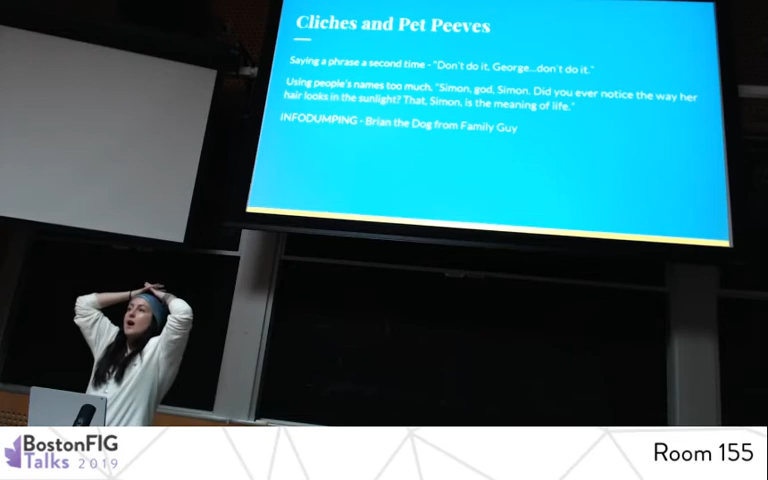 Cliches and Pet Peeves
Saying a phrase a second time - "Don't do it, George...don't do it."
Using people's names too much. "Simon, god, Simon. Did you ever notice the way her
hair looks in the sunlight? That, Simon, is the meaning of life."
INFODUMPING - Brian the Dog from Family Guy
BostonFIG
Talks 2019
Room 155